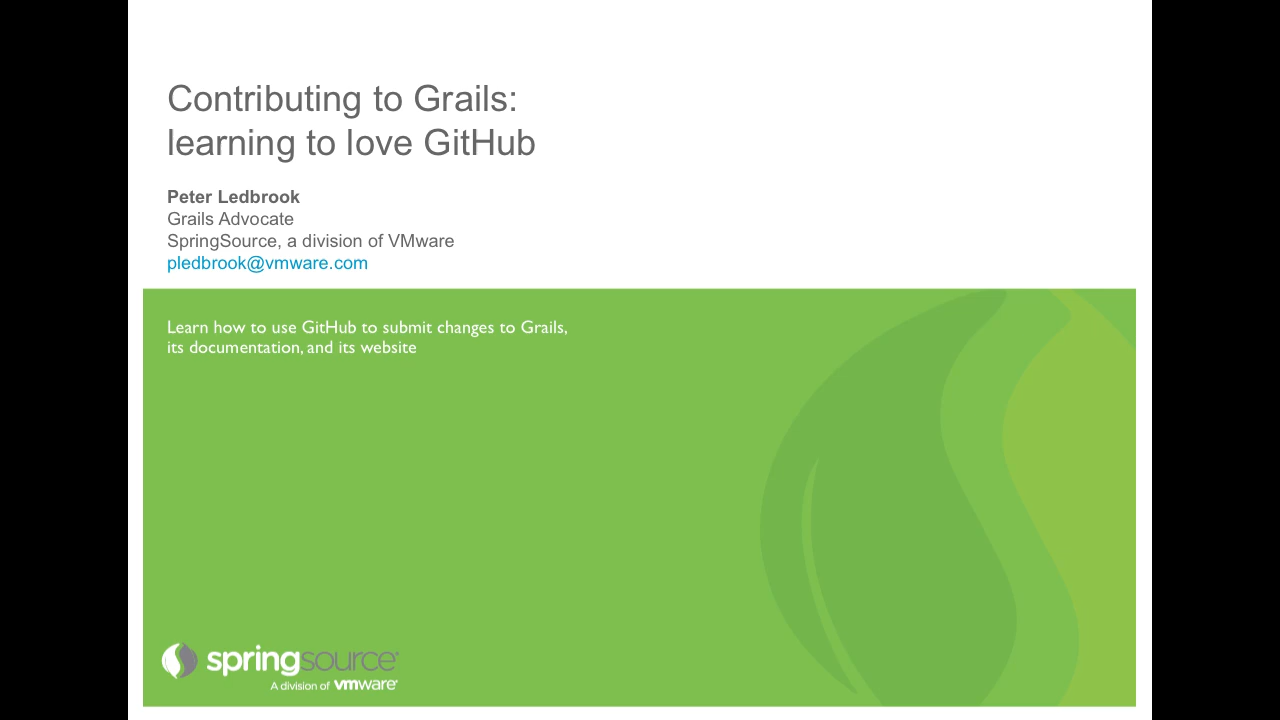 Contributing to Grails:
learning to love GitHub
Peter Ledbrook
Grails Advocate
SpringSource, a division of VMware
pledbrook@vmware.com
Learn how to use GitHub to submit changes to Grails,
its documentation, and its website
springsource
A division of vmware